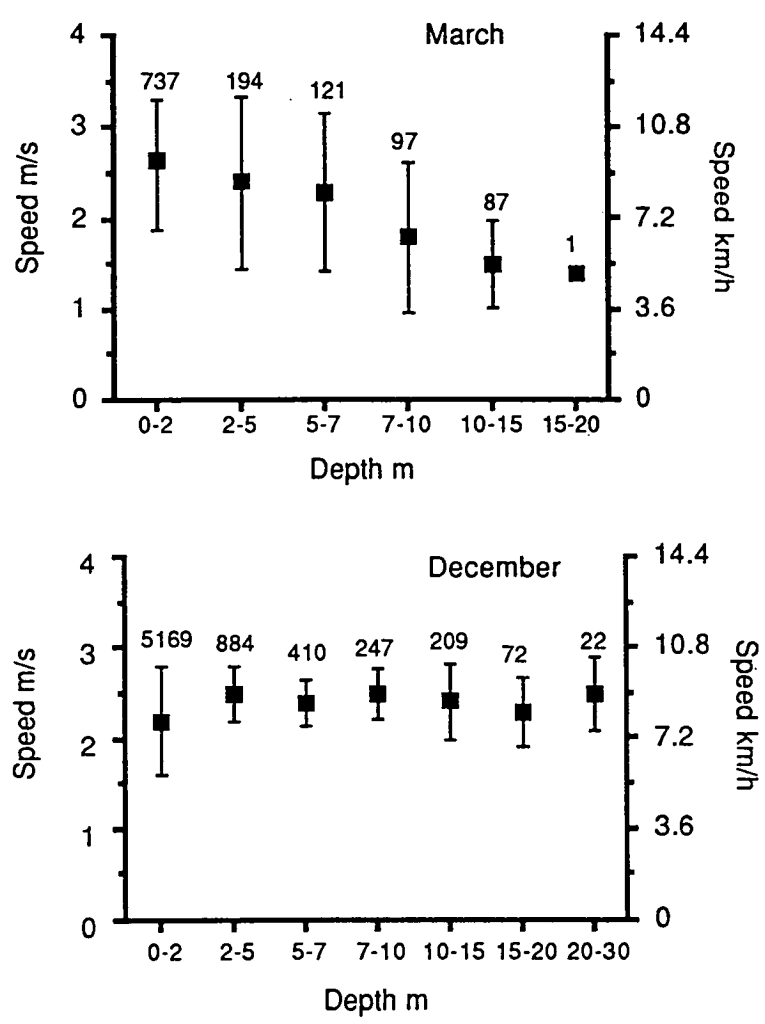 March
4
3
2
1
0
Speed m/s
737
194
121
97
87
1
14.4
10.8
7.2
3.6
0
Speed km/h
0-2 2-5 5-7 7-10 10-15 15-20
Depth m
December
4
3
2
1
0
Speed m/s
5169 884 410 247 209 72 22
14.4
10.8
7.2
3.6
0
Speed km/h
0-2 2-5 5-7 7-10 10-15 15-20 20-30
Depth m